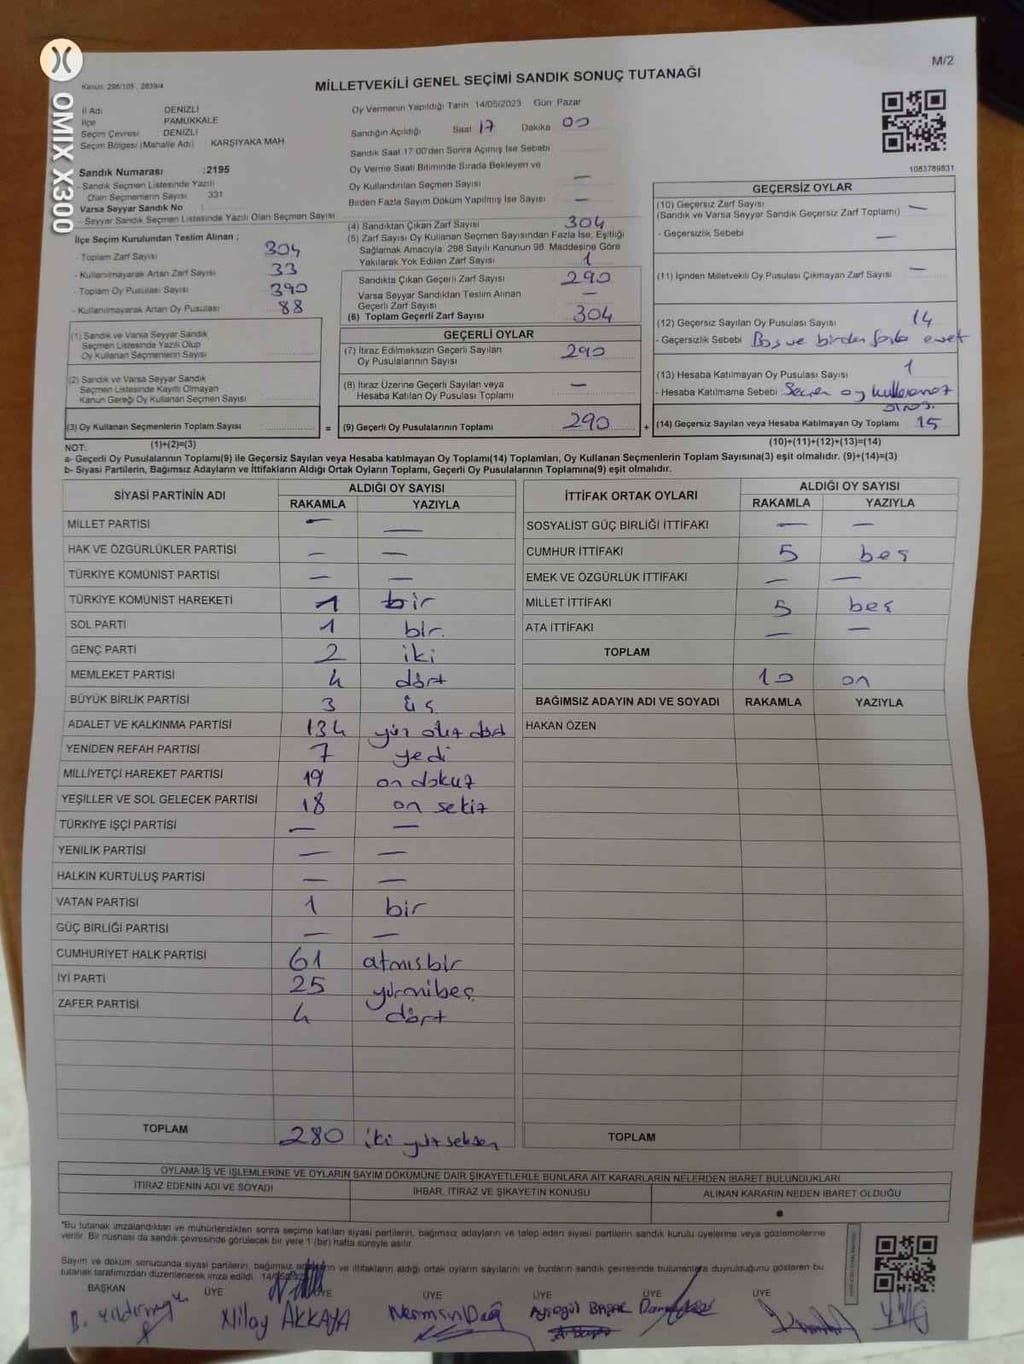 OMIX X300
M/2
Kanun: 298/105, 2839/4
MİLLETVEKİLİ GENEL SEÇİMİ SANDIK SONUÇ TUTANAĞI
İl Adı DENİZLİ
İlçe PAMUKKALE
Seçim Çevresi : DENİZLİ
Seçim Bölgesi (Mahalle Adı) KARŞIYAKA MAH
Sandık Numarası :2195
- Sandık Seçmen Listesinde Yazılı
Olan Seçmenlerin Sayısı 331
Varsa Seyyar Sandık No
- Seyyar Sandık Seçmen Listesinde Yazılı Olan Seçmen Sayısı
İlçe Seçim Kurulundan Teslim Alınan ;
- Toplam Zarf Sayısı 304
- Kullanılmayarak Artan Zarf Sayısı 33
- Toplam Oy Pusulası Sayısı 390
- Kullanılmayarak Artan Oy Pusulası 88
(1) Sandık ve Varsa Seyyar Sandık
Seçmen Listesinde Yazılı Olup
Oy Kullanan Seçmenlerin Sayısı
(2) Sandık ve Varsa Seyyar Sandık
Seçmen Listesinde Kayıtlı Olmayan
Kanun Gereği Oy Kullanan Seçmen Sayısı
(3) Oy Kullanan Seçmenlerin Toplam Sayısı
Oy Vermenin Yapıldığı Tarih 14/05/2023 Gün Pazar
Sandığın Açıldığı Saat 17 Dakika 00
Sandık Saat 17:00'den Sonra Açılmış İse Sebebi
Oy Verme Saati Bitiminde Sırada Bekleyen ve
Oy Kullandırılan Seçmen Sayısı —
Birden Fazla Sayım Döküm Yapılmış İse Sayısı —
(4) Sandıktan Çıkan Zarf Sayısı 304
(5) Zarf Sayısı Oy Kullanan Seçmen Sayısından Fazla İse, Eşitliği
Sağlamak Amacıyla, 298 Sayılı Kanunun 98. Maddesine Göre
Yakılarak Yok Edilen Zarf Sayısı 1
Sandıkta Çıkan Geçerli Zarf Sayısı 290
Varsa Seyyar Sandıktan Teslim Alınan
Geçerli Zarf Sayısı —
(6) Toplam Geçerli Zarf Sayısı 304
GEÇERLİ OYLAR
(7) İtiraz Edilmeksizin Geçerli Sayılan
Oy Pusulalarının Sayısı 290
(8) İtiraz Üzerine Geçerli Sayılan veya
Hesaba Katılan Oy Pusulası Toplamı —
= (9) Geçerli Oy Pusulalarının Toplamı 290
1083789831
GEÇERSİZ OYLAR
(10) Geçersiz Zarf Sayısı
(Sandık ve Varsa Seyyar Sandık Geçersiz Zarf Toplamı) —
- Geçersizlik Sebebi —
(11) İçinden Milletvekili Oy Pusulası Çıkmayan Zarf Sayısı —
(12) Geçersiz Sayılan Oy Pusulası Sayısı 14
- Geçersizlik Sebebi Boş ve birden fazla evet
(13) Hesaba Katılmayan Oy Pusulası Sayısı 1
- Hesaba Katılmama Sebebi
+ (14) Geçersiz Sayılan veya Hesaba Katılmayan Oy Toplamı 15
NOT: (1)+(2)=(3) (10)+(11)+(12)+(13)=(14)
a- Geçerli Oy Pusulalarının Toplamı(9) ile Geçersiz Sayılan veya Hesaba katılmayan Oy Toplamı(14) Toplamları, Oy Kullanan Seçmenlerin Toplam Sayısına(3) eşit olmalıdır. (9)+(14)=(3)
b- Siyasi Partilerin, Bağımsız Adayların ve İttifakların Aldığı Ortak Oyların Toplamı, Geçerli Oy Pusulalarının Toplamına(9) eşit olmalıdır.
SİYASİ PARTİNİN ADI ALDIĞI OY SAYISI
RAKAMLA YAZIYLA
MİLLET PARTİSİ — —
HAK VE ÖZGÜRLÜKLER PARTİSİ — —
TÜRKİYE KOMÜNİST PARTİSİ — —
TÜRKİYE KOMÜNİST HAREKETİ 1 bir
SOL PARTİ 1 bir
GENÇ PARTİ 2 iki
MEMLEKET PARTİSİ 4 dört
BÜYÜK BİRLİK PARTİSİ 3 üç
ADALET VE KALKINMA PARTİSİ 134 yüz otuz dört
YENİDEN REFAH PARTİSİ 7 yedi
MİLLİYETÇİ HAREKET PARTİSİ 19 on dokuz
YEŞİLLER VE SOL GELECEK PARTİSİ 18 on sekiz
TÜRKİYE İŞÇİ PARTİSİ — —
YENİLİK PARTİSİ — —
HALKIN KURTULUŞ PARTİSİ — —
VATAN PARTİSİ 1 bir
GÜÇ BİRLİĞİ PARTİSİ — —
CUMHURİYET HALK PARTİSİ 61 atmışbir
İYİ PARTİ 25 yirmibeş
ZAFER PARTİSİ 4 dört
TOPLAM 280 iki yüz seksen
İTTİFAK ORTAK OYLARI ALDIĞI OY SAYISI
RAKAMLA YAZIYLA
SOSYALİST GÜÇ BİRLİĞİ İTTİFAKI — —
CUMHUR İTTİFAKI 5 beş
EMEK VE ÖZGÜRLÜK İTTİFAKI — —
MİLLET İTTİFAKI 5 beş
ATA İTTİFAKI — —
TOPLAM 10 on
BAĞIMSIZ ADAYIN ADI VE SOYADI RAKAMLA YAZIYLA
HAKAN ÖZEN
TOPLAM
OYLAMA İŞ VE İŞLEMLERİNE VE OYLARIN SAYIM DÖKÜMÜNE DAİR ŞİKAYETLERLE BUNLARA AİT KARARLARIN NELERDEN İBARET BULUNDUKLARI
İTİRAZ EDENİN ADI VE SOYADI İHBAR, İTİRAZ VE ŞİKAYETİN KONUSU ALINAN KARARIN NEDEN İBARET OLDUĞU
"Bu tutanak imzalandıktan ve mühürlendikten sonra seçime katılan siyasi partilerin, bağımsız adayların ve talep eden siyasi partilerin sandık kurulu üyelerine veya gözlemcilerine
verilir. Bir nüshası da sandık çevresinde görülecek bir yere 1 (bir) hafta süreyle asılır.
Sayım ve döküm sonucunda siyasi partilerin, bağımsız adayların ve ittifakların aldığı ortak oyların sayılarını ve bunların sandık çevresinde tutanakla duyrulduğunu gösteren bu
tutanak tarafımızdan düzenlenerek imza edildi.
BAŞKAN ÜYE ÜYE ÜYE ÜYE ÜYE ÜYE
B. Yıldırım Nilay AKKAYA Nermin Dağ Ayşegül BAŞAK